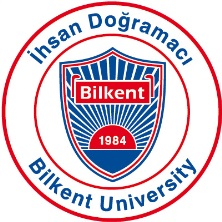 İhsan Doğramacı
Bilkent
1984
Bilkent University